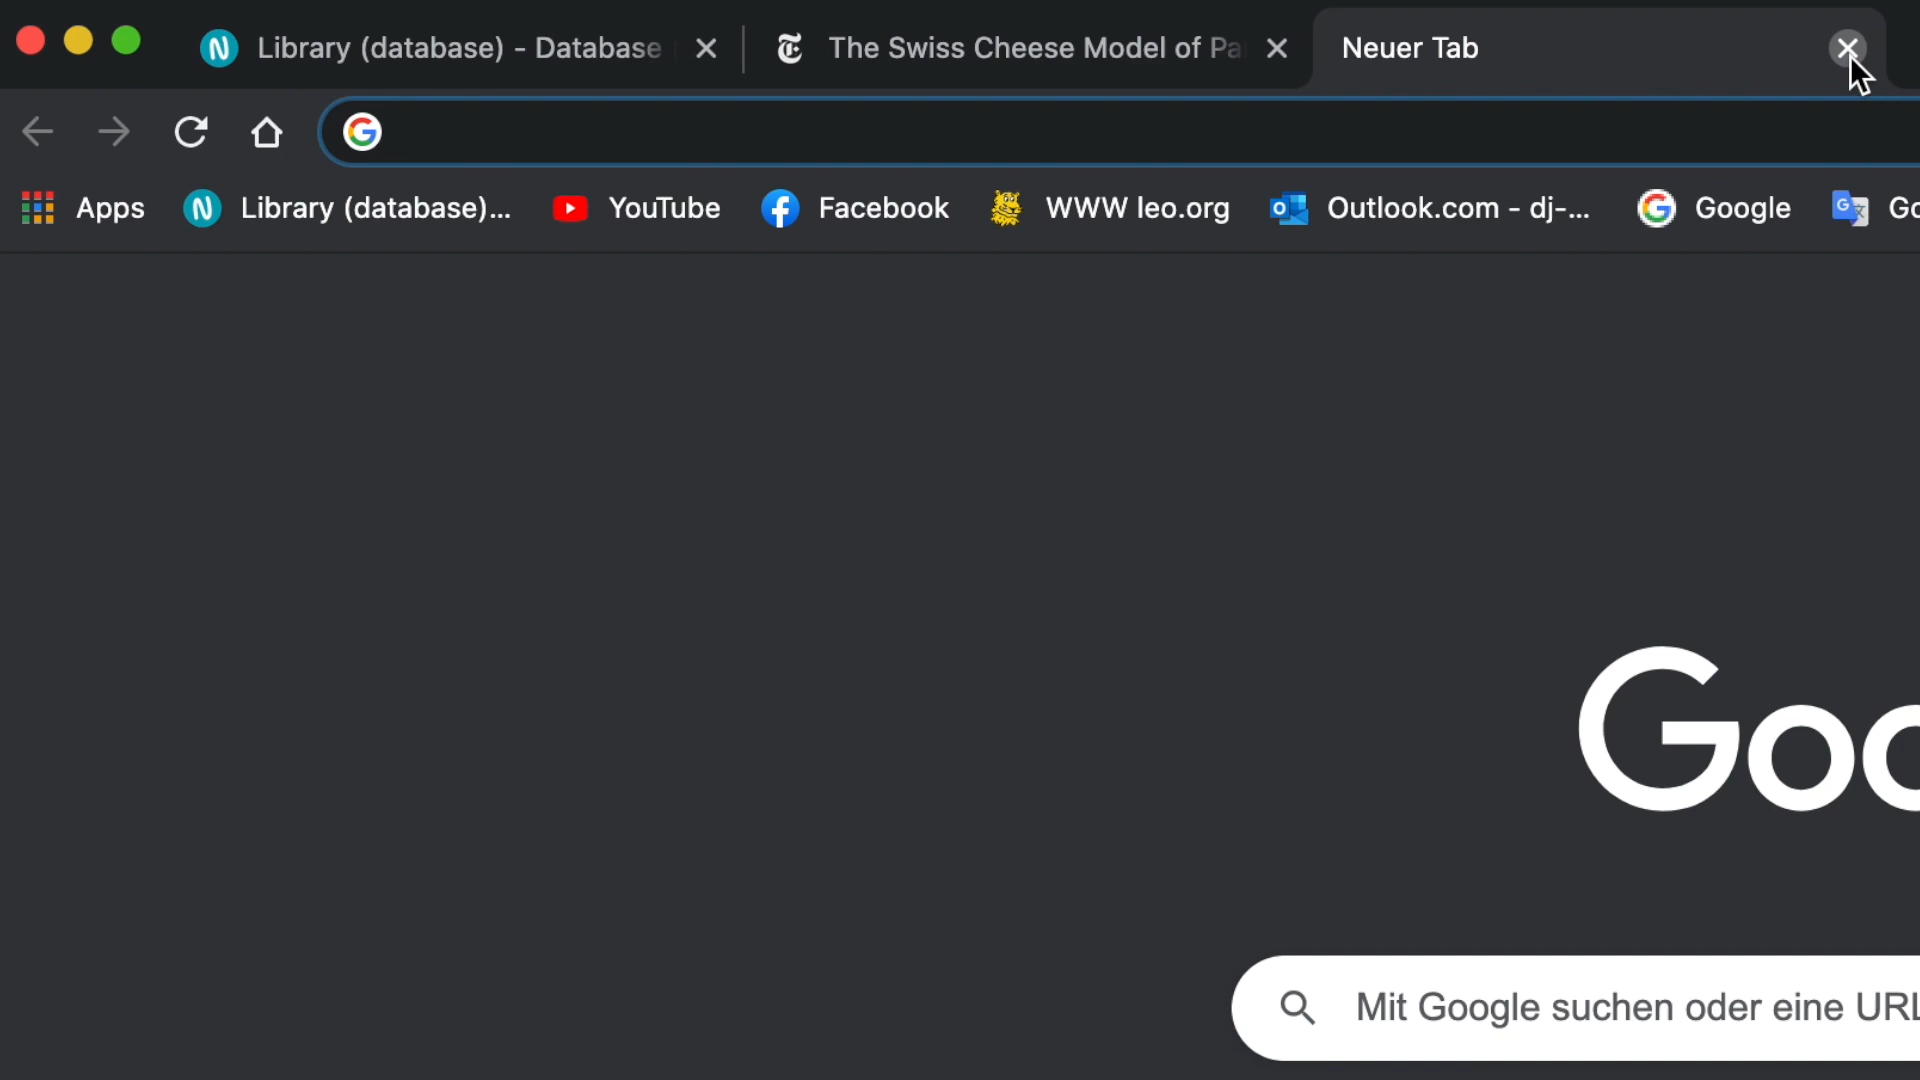 Library (database) - Database
The Swiss Cheese Model of Pa
Neuer Tab
Apps
Library (database)...
YouTube
Facebook
WWW leo.org
Outlook.com - dj-...
Google
Goo
Mit Google suchen oder eine URL